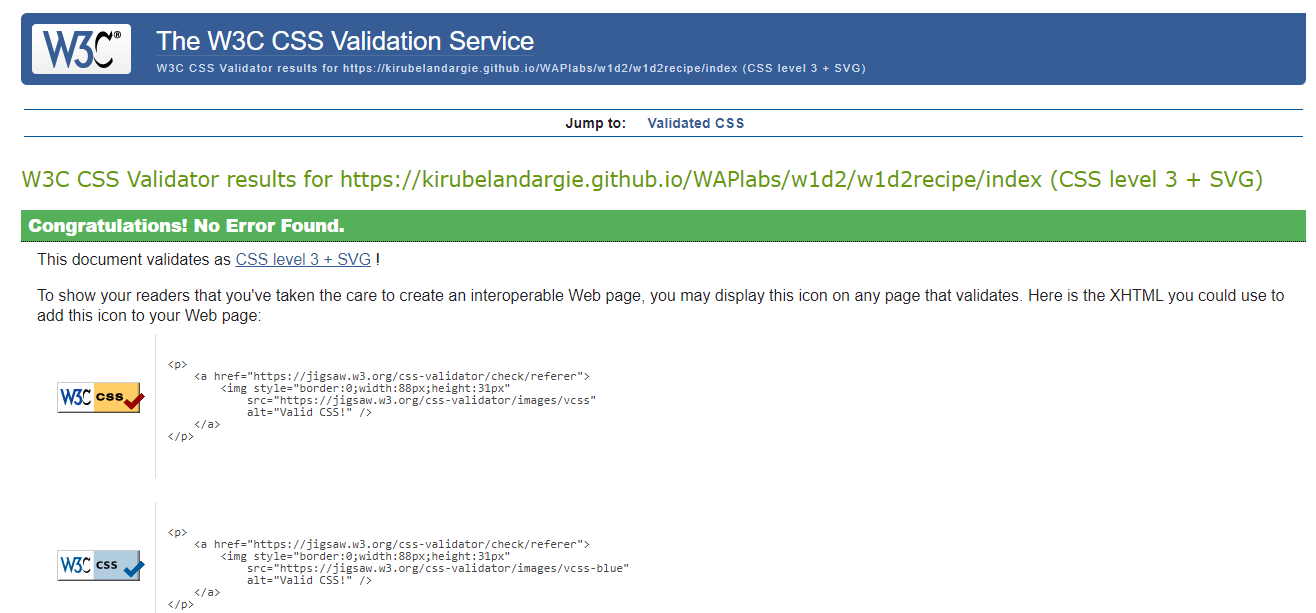 W3C® The W3C CSS Validation Service
W3C CSS Validator results for https://kirubelandargie.github.io/WAPlabs/w1d2/w1d2recipe/index (CSS level 3 + SVG)
Jump to: Validated CSS
W3C CSS Validator results for https://kirubelandargie.github.io/WAPlabs/w1d2/w1d2recipe/index (CSS level 3 + SVG)
Congratulations! No Error Found.
This document validates as CSS level 3 + SVG !
To show your readers that you've taken the care to create an interoperable Web page, you may display this icon on any page that validates. Here is the XHTML you could use to
add this icon to your Web page:
W3C css
<p>
<a href="https://jigsaw.w3.org/css-validator/check/referer">
<img style="border:0;width:88px;height:31px"
src="https://jigsaw.w3.org/css-validator/images/vcss"
alt="Valid CSS!" />
</a>
</p>
W3C css
<p>
<a href="https://jigsaw.w3.org/css-validator/check/referer">
<img style="border:0;width:88px;height:31px"
src="https://jigsaw.w3.org/css-validator/images/vcss-blue"
alt="Valid CSS!" />
</a>
</p>